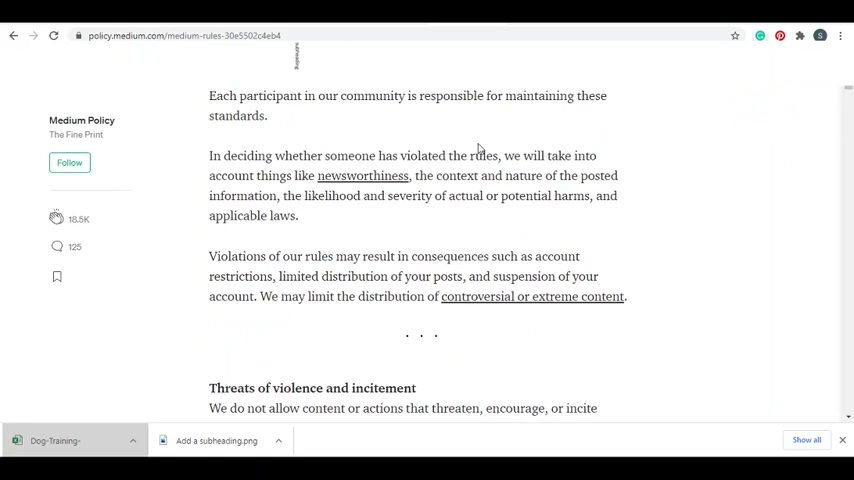 policy.medium.com/medium-rules-30e5502c4eb4
S
subheading
Each participant in our community is responsible for maintaining these
standards.
Medium Policy
The Fine Print
Follow
18.5K
125
In deciding whether someone has violated the rules, we will take into
account things like newsworthiness, the context and nature of the posted
information, the likelihood and severity of actual or potential harms, and
applicable laws.
Violations of our rules may result in consequences such as account
restrictions, limited distribution of your posts, and suspension of your
account. We may limit the distribution of controversial or extreme content.
. . .
Threats of violence and incitement
We do not allow content or actions that threaten, encourage, or incite
Dog-Training-
Add a subheading.png
Show all